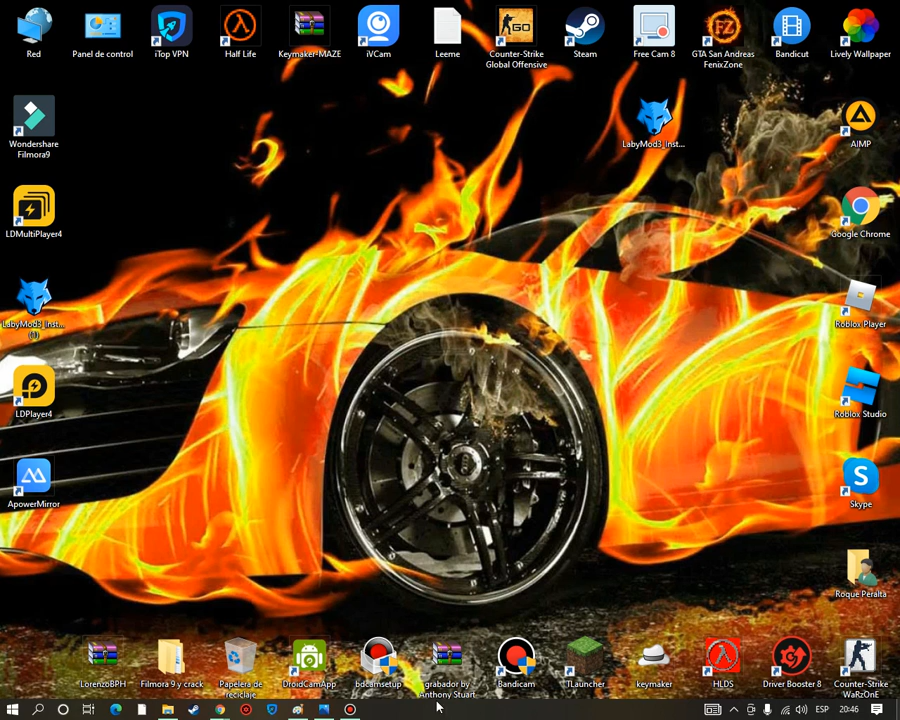 Red
Panel de control
iTop VPN
Half Life
Keymaker-MAZE
iVCam
Leeme
Counter-Strike
Global Offensive
Steam
Free Cam 8
GTA San Andreas
FenixZone
Bandicut
Lively Wallpaper
Wondershare
Filmora9
LabyMod3_Inst...
AIMP
LDMultiPlayer4
Google Chrome
LabyMod3_Inst...
(1)
Roblox Player
LDPlayer4
Roblox Studio
ApowerMirror
Skype
Roque Peralta
LorenzoBPH
Filmora 9 y crack
Papelera de
reciclaje
DroidCamApp
bdcamsetup
grabador by
Anthony Stuart
Bandicam
TLauncher
keymaker
HLDS
Driver Booster 8
Counter-Strike
WaRzOnE
ESP
20:46